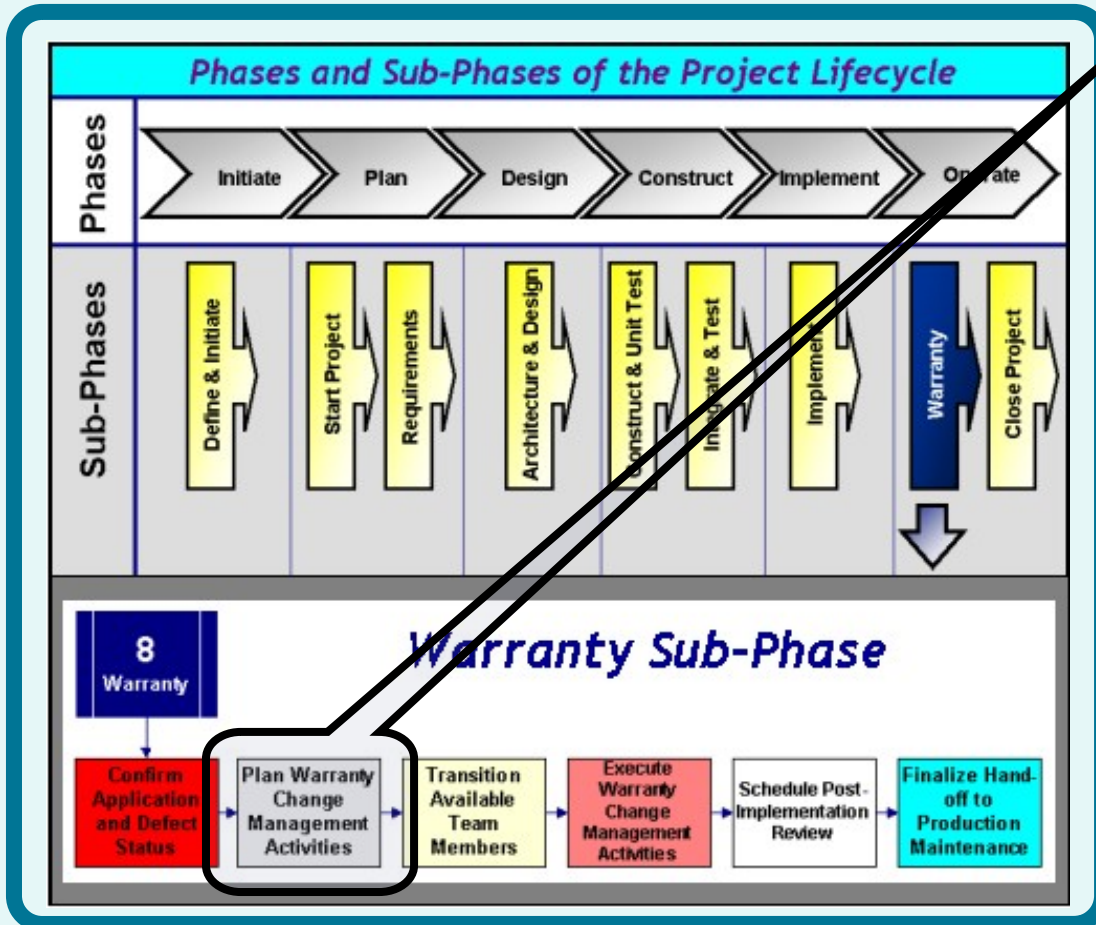 Phases and Sub-Phases of the Project Lifecycle
Phases
Initiate
Plan
Design
Construct
Implement
Operate
Sub-Phases
Define & Initiate
Start Project
Requirements
Architecture & Design
Construct & Unit Test
Integrate & Test
Implement
Warranty
Close Project
8
Warranty
Warranty Sub-Phase
Confirm
Application
and Defect
Status
Plan Warranty
Change
Management
Activities
Transition
Available
Team
Members
Execute
Warranty
Change
Management
Activities
Schedule Post-
Implementation
Review
Finalize Hand-
off to
Production
Maintenance